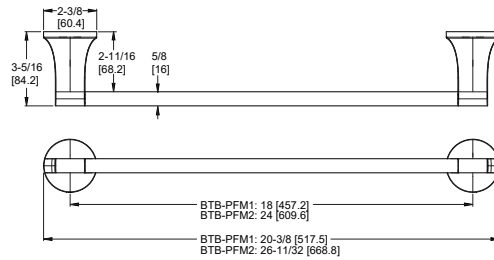 2-3/8
[60.4]
2-11/16
[68.2]
5/8
[16]
3-5/16
[84.2]
BTB-PFM1: 18 [457.2]
BTB-PFM2: 24 [609.6]
BTB-PFM1: 20-3/8 [517.5]
BTB-PFM2: 26-11/32 [668.8]